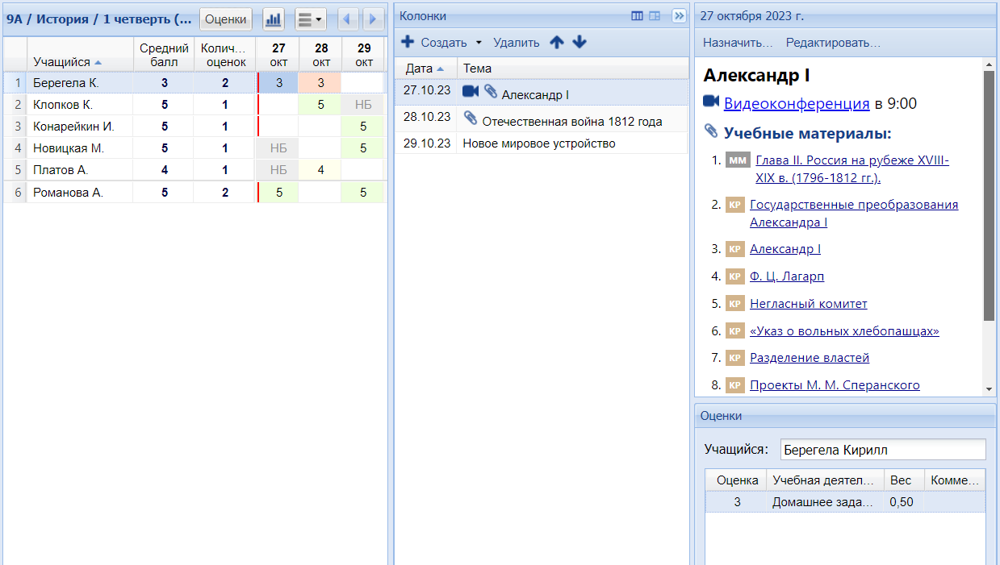 9А / История / 1 четверть (...
Оценки
Учащийся
Средний балл
Колич... оценок
27 окт
28 окт
29 окт
1 Берегела К. 3 2 3 3
2 Клопков К. 5 1 5 НБ
3 Конарейкин И. 5 1 5
4 Новицкая М. 5 1 НБ 5
5 Платов А. 4 1 НБ 4
6 Романова А. 5 2 5 5
Колонки
Создать Удалить
Дата Тема
27.10.23 Александр I
28.10.23 Отечественная война 1812 года
29.10.23 Новое мировое устройство
27 октября 2023 г.
Назначить... Редактировать...
Александр I
Видеоконференция в 9:00
Учебные материалы:
1. ММ Глава II. Россия на рубеже XVIII-
XIX в. (1796-1812 гг.).
2. КР Государственные преобразования
Александра I
3. КР Александр I
4. КР Ф. Ц. Лагарп
5. КР Негласный комитет
6. КР «Указ о вольных хлебопашцах»
7. КР Разделение властей
8. КР Проекты М. М. Сперанского
Оценки
Учащийся: Берегела Кирилл
Оценка Учебная деятел... Вес Комме...
3 Домашнее зада... 0,50